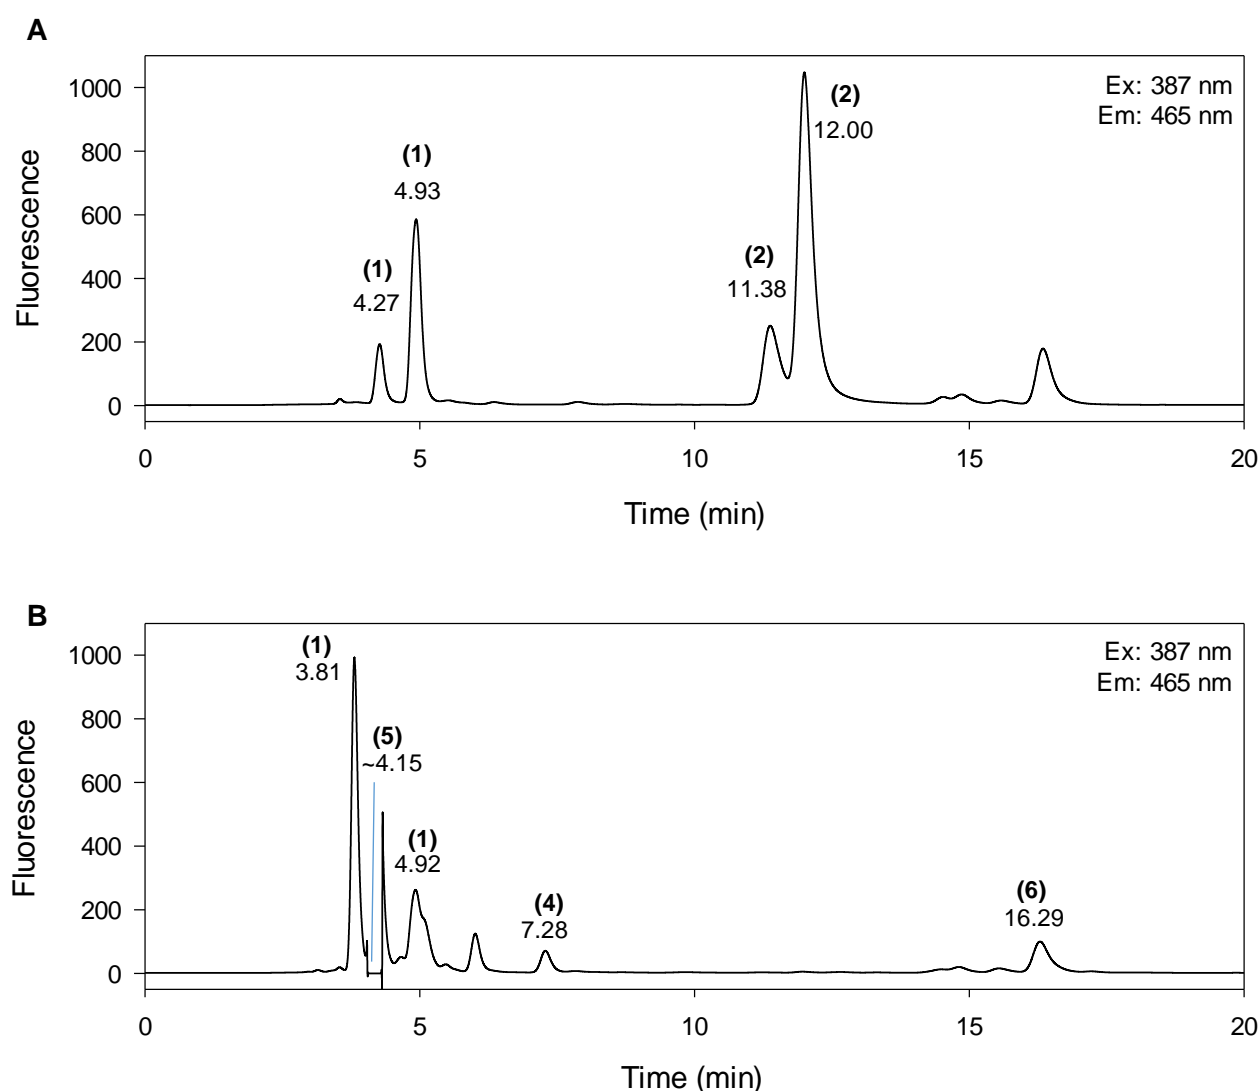 A
Ex: 387 nm
Em: 465 nm
(2)
12.00
(1)
4.93
(2)
11.38
(1)
4.27
Fluorescence
1000
800
600
400
200
0
0 5 10 15 20
Time (min)
B
Ex: 387 nm
Em: 465 nm
(1)
3.81
(5)
~4.15
(1)
4.92
(4)
7.28
(6)
16.29
Fluorescence
1000
800
600
400
200
0
0 5 10 15 20
Time (min)